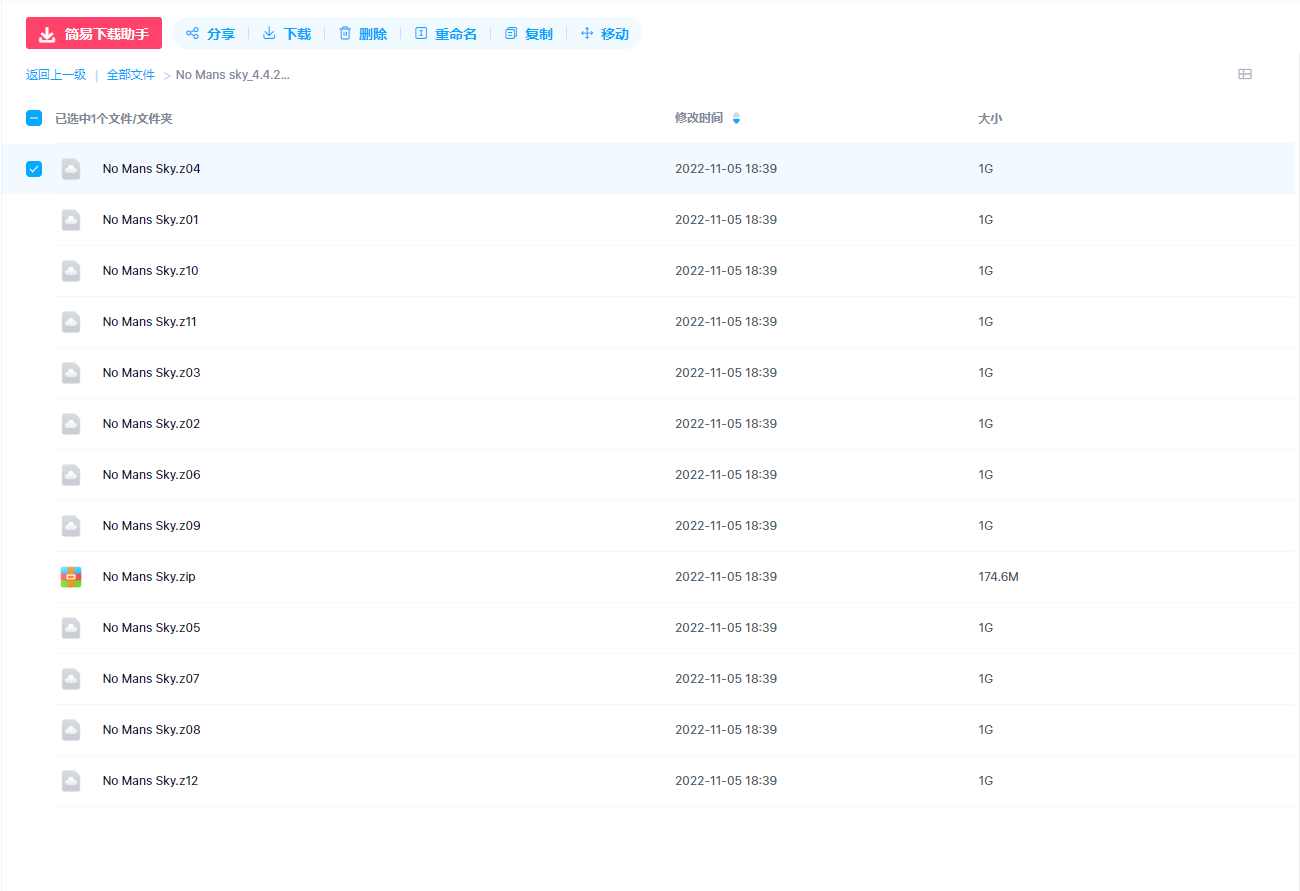 简易下载助手 分享 下载 删除 重命名 复制 移动
返回上一级 | 全部文件 > No Mans sky_4.4.2...
已选中1个文件/文件夹 修改时间 大小
No Mans Sky.z04 2022-11-05 18:39 1G
No Mans Sky.z01 2022-11-05 18:39 1G
No Mans Sky.z10 2022-11-05 18:39 1G
No Mans Sky.z11 2022-11-05 18:39 1G
No Mans Sky.z03 2022-11-05 18:39 1G
No Mans Sky.z02 2022-11-05 18:39 1G
No Mans Sky.z06 2022-11-05 18:39 1G
No Mans Sky.z09 2022-11-05 18:39 1G
No Mans Sky.zip 2022-11-05 18:39 174.6M
No Mans Sky.z05 2022-11-05 18:39 1G
No Mans Sky.z07 2022-11-05 18:39 1G
No Mans Sky.z08 2022-11-05 18:39 1G
No Mans Sky.z12 2022-11-05 18:39 1G